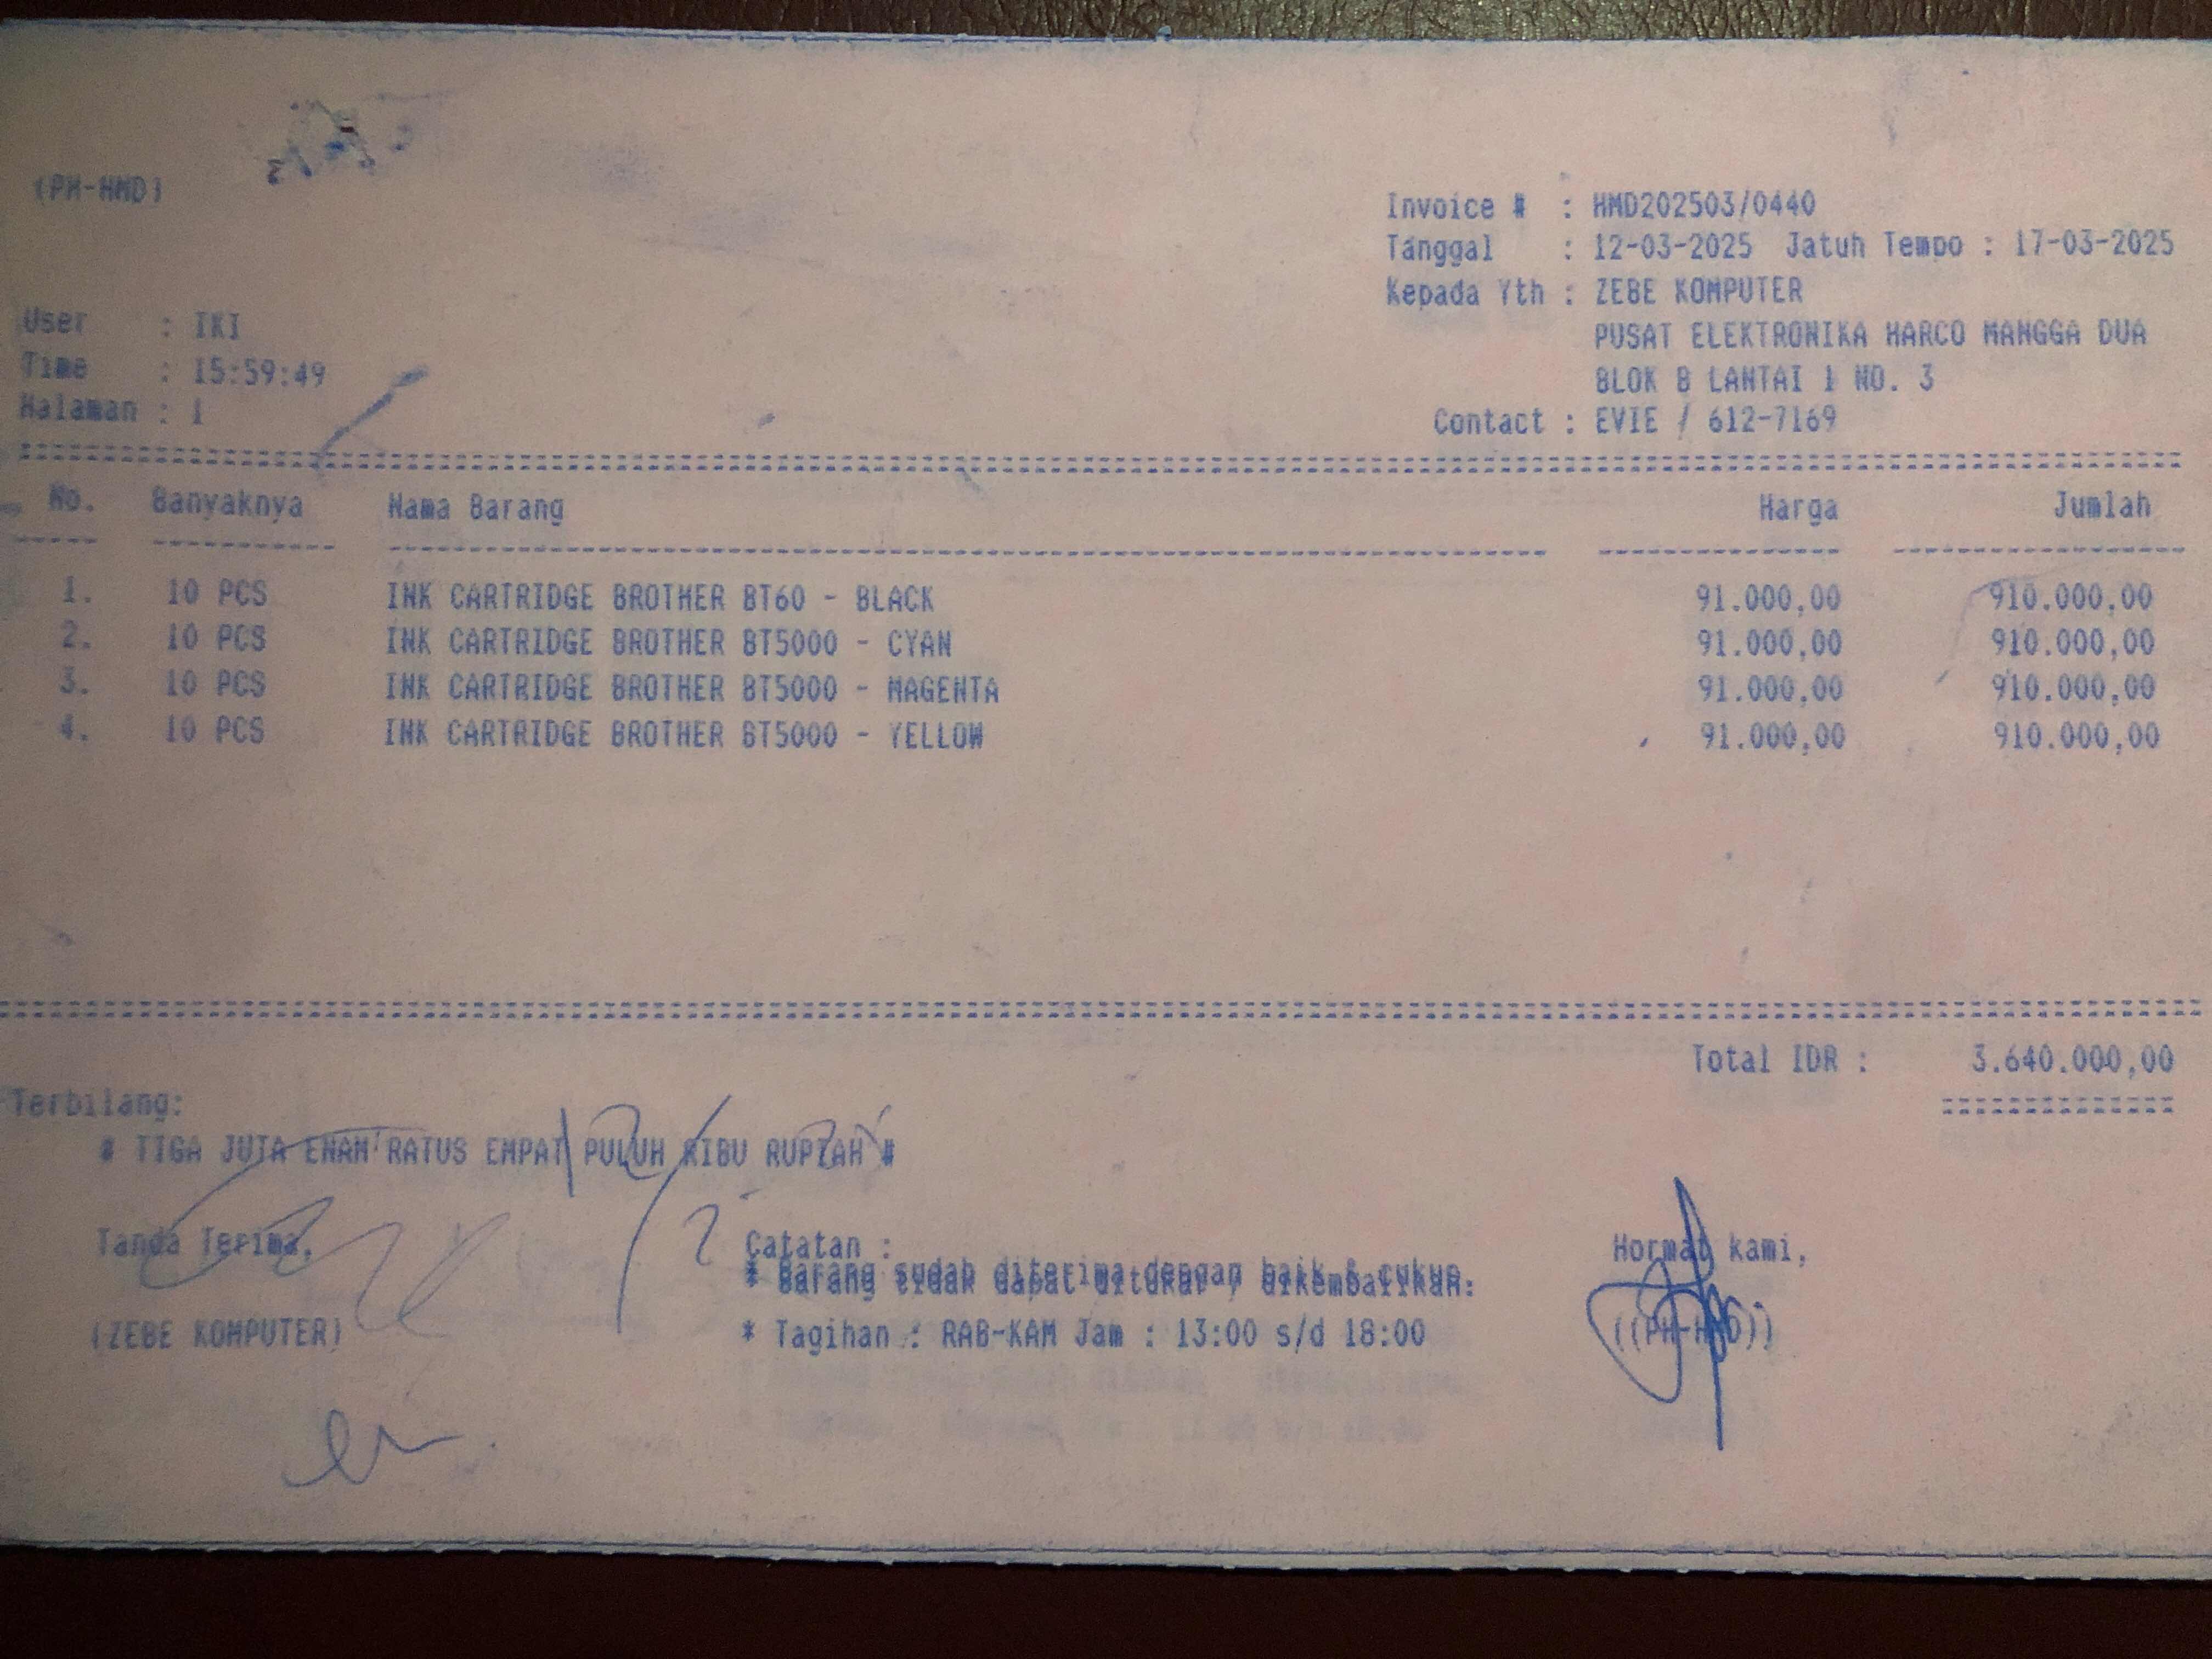 (PH-HMD)
Invoice # : HMD202503/0440
Tanggal : 12-03-2025 Jatuh Tempo : 17-03-2025
Kepada Yth : ZEBE KOMPUTER
PUSAT ELEKTRONIKA HARCO MANGGA DUA
BLOK B LANTAI 1 NO. 3
Contact : EVIE / 612-7169
User : IKI
Time : 15:59:49
Halaman : 1
No. Banyaknya Nama Barang Harga Jumlah
1. 10 PCS INK CARTRIDGE BROTHER BT60 - BLACK 91.000,00 910.000,00
2. 10 PCS INK CARTRIDGE BROTHER BT5000 - CYAN 91.000,00 910.000,00
3. 10 PCS INK CARTRIDGE BROTHER BT5000 - MAGENTA 91.000,00 910.000,00
4. 10 PCS INK CARTRIDGE BROTHER BT5000 - YELLOW 91.000,00 910.000,00
Total IDR : 3.640.000,00
Terbilang:
# TIGA JUTA ENAM RATUS EMPAT PULUH RIBU RUPIAH #
Tanda Terima,
(ZEBE KOMPUTER)
Catatan :
* Barang sudah diterima dengan baik & cukup.
* Barang tidak dapat ditukar / dikembalikan.
* Tagihan : RAB-KAM Jam : 13:00 s/d 18:00
Hormat kami,
((PH-HMD))